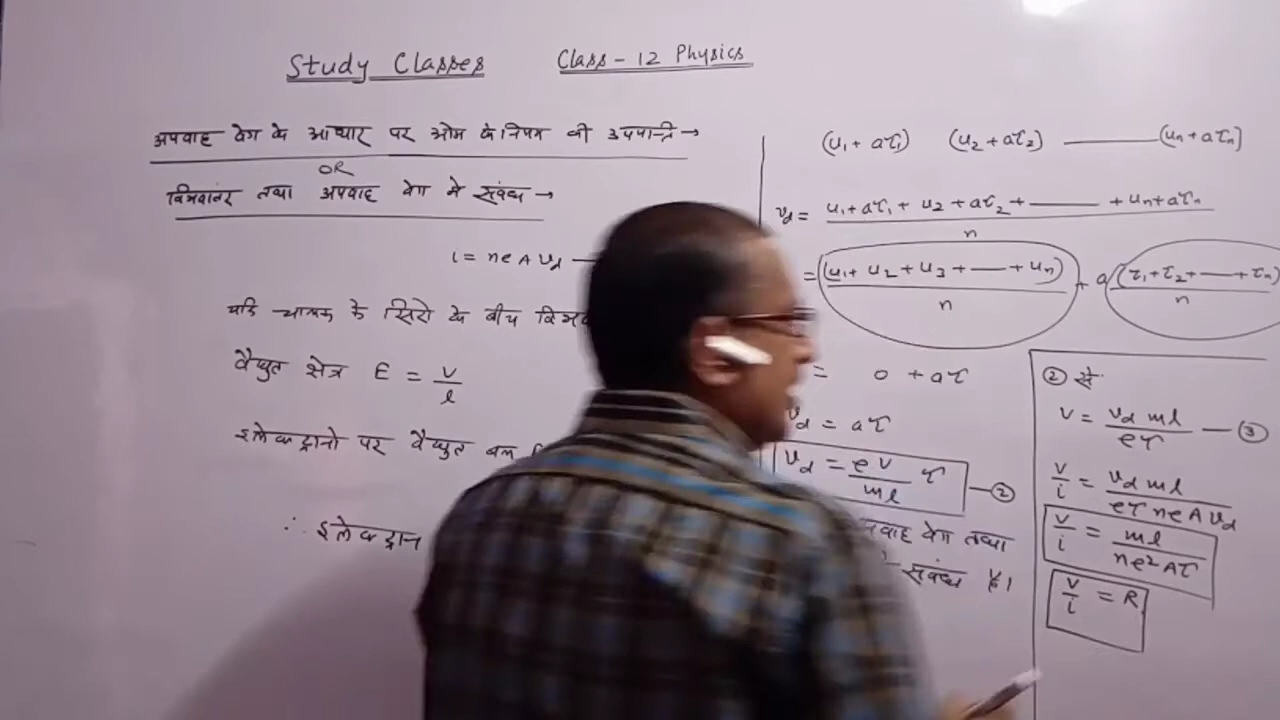 Study Classes Class - 12 Physics
अपवाह वेग के आधार पर ओम के नियम की उपपत्ति →
OR
विभवांतर तथा अपवाह वेग मे संबंध →
i = neAv_d —
यदि चालक के सिरो के बीच
वैद्युत क्षेत्र E = v/l
इलेक्ट्रानो पर वैद्युत बल
∴ इलेक्ट्रान
(u₁ + aτ₁) (u₂ + aτ₂) ——— (uₙ + aτₙ)
v_d = (u₁ + aτ₁ + u₂ + aτ₂ + ——— + uₙ + aτₙ)/n
= (u₁ + u₂ + u₃ + —— + uₙ)/n + a (τ₁ + τ₂ + —— + τₙ)/n
= 0 + aτ
v_d = aτ
v_d = eV/ml τ —②
अपवाह वेग तथा
संबंध है।
② से
V = v_d ml/eτ —③
V/i = v_d ml/eτ neAv_d
V/i = ml/ne²Aτ
V/i = R